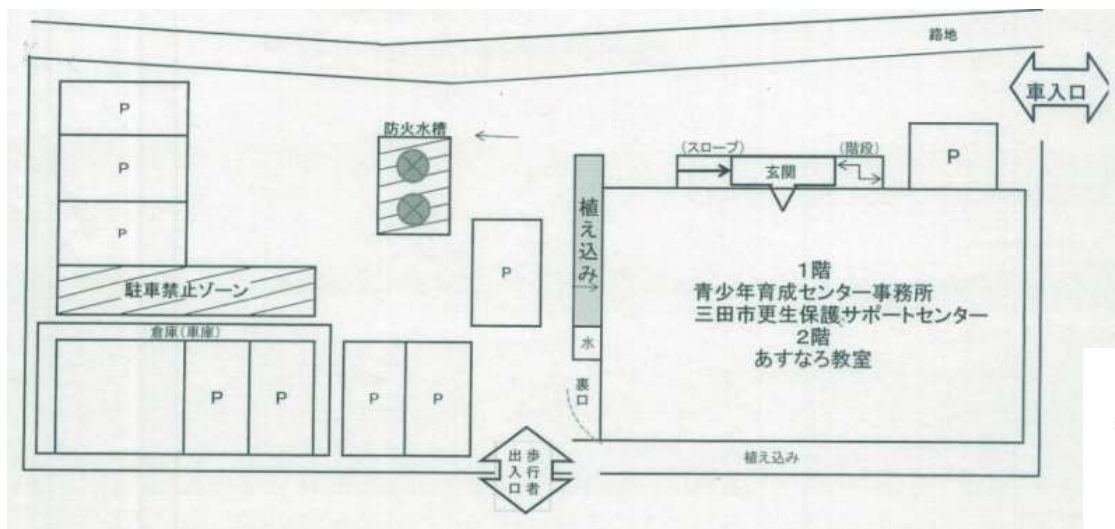 路地
車入口
P
防火水槽
(スロープ)
(階段)
P
玄関
P
P
植え込み
P
1階
青少年育成センター事務所
三田市更生保護サポートセンター
2階
あすなろ教室
駐車禁止ゾーン
倉庫(車庫)
水
裏口
P
P
P
P
植え込み
歩行者
出入口